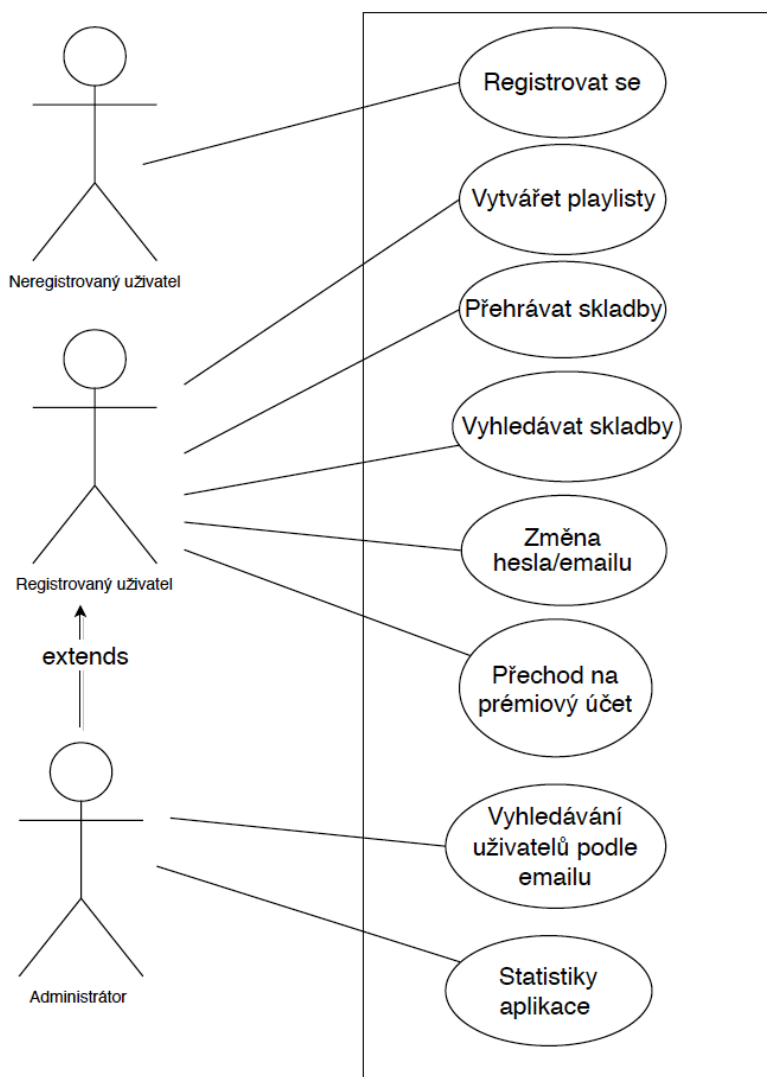 Registrovat se
Neregistrovaný uživatel
Vytvářet playlisty
Přehrávat skladby
Vyhledávat skladby
Změna
hesla/emailu
Přechod na
prémiový účet
Registrovaný uživatel
extends
Vyhledávání
uživatelů podle
emailu
Statistiky
aplikace
Administrátor